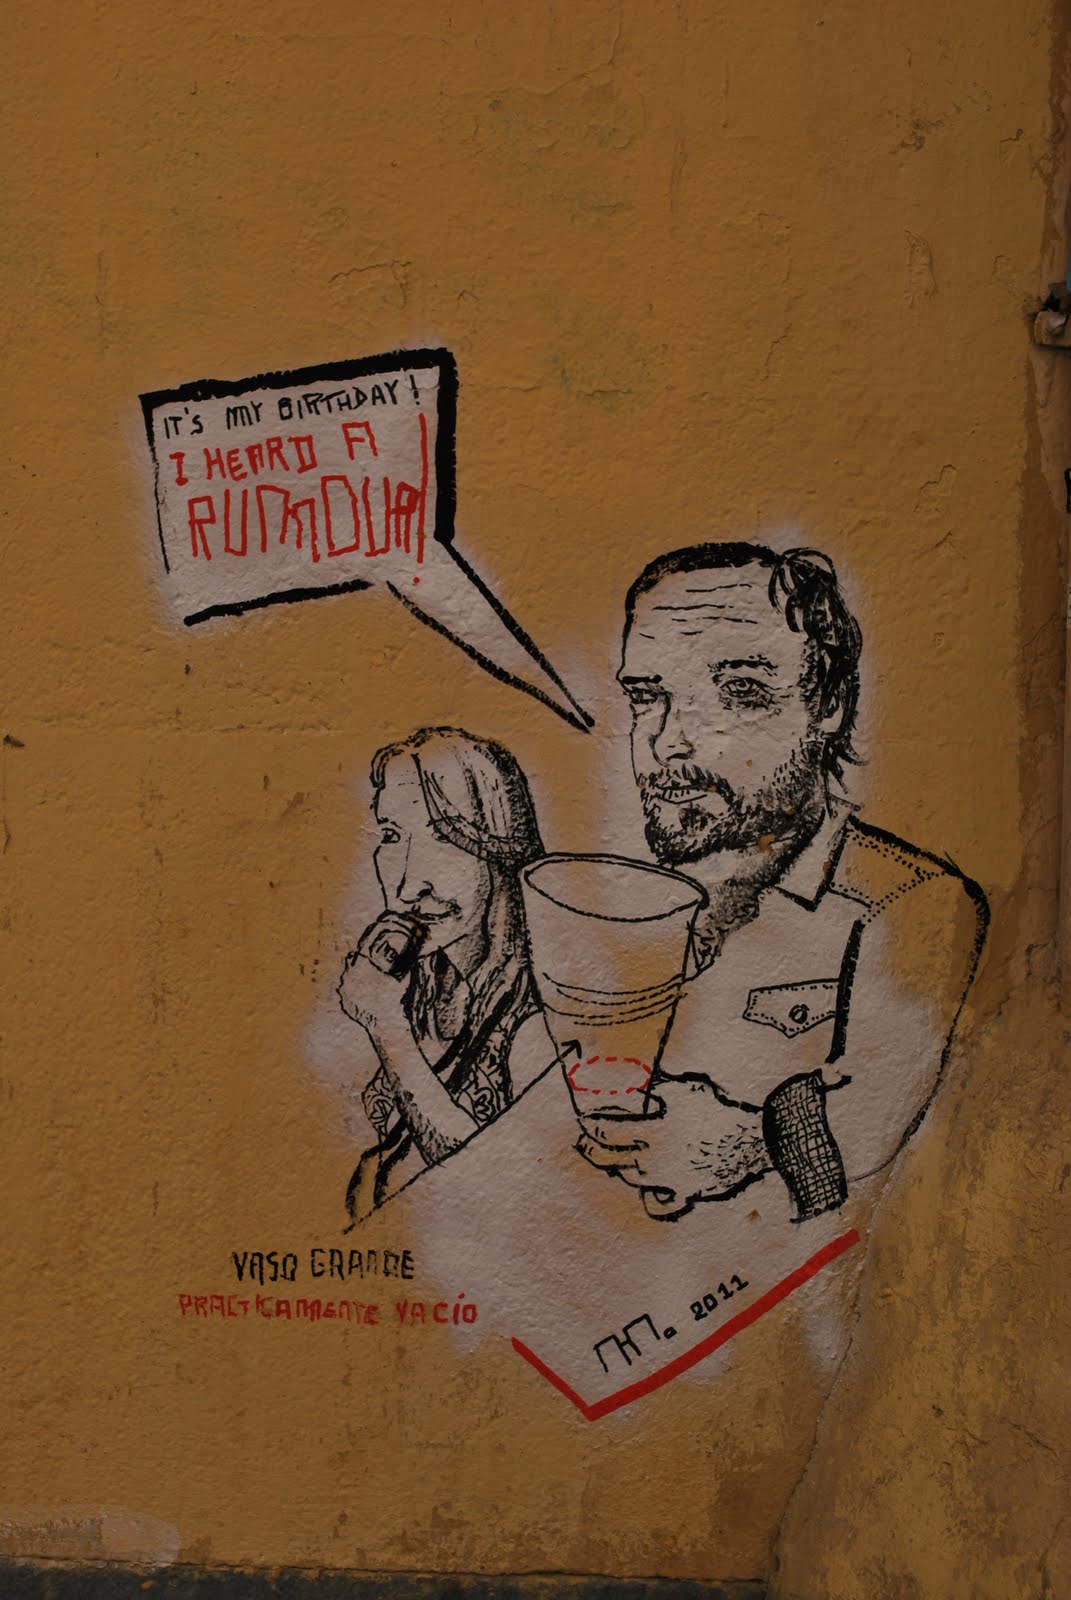 IT'S MY BIRTHDAY!
I HEARD A
RUMOUR!
VASO GRANDE
PRACTICAMENTE VACÍO
2011